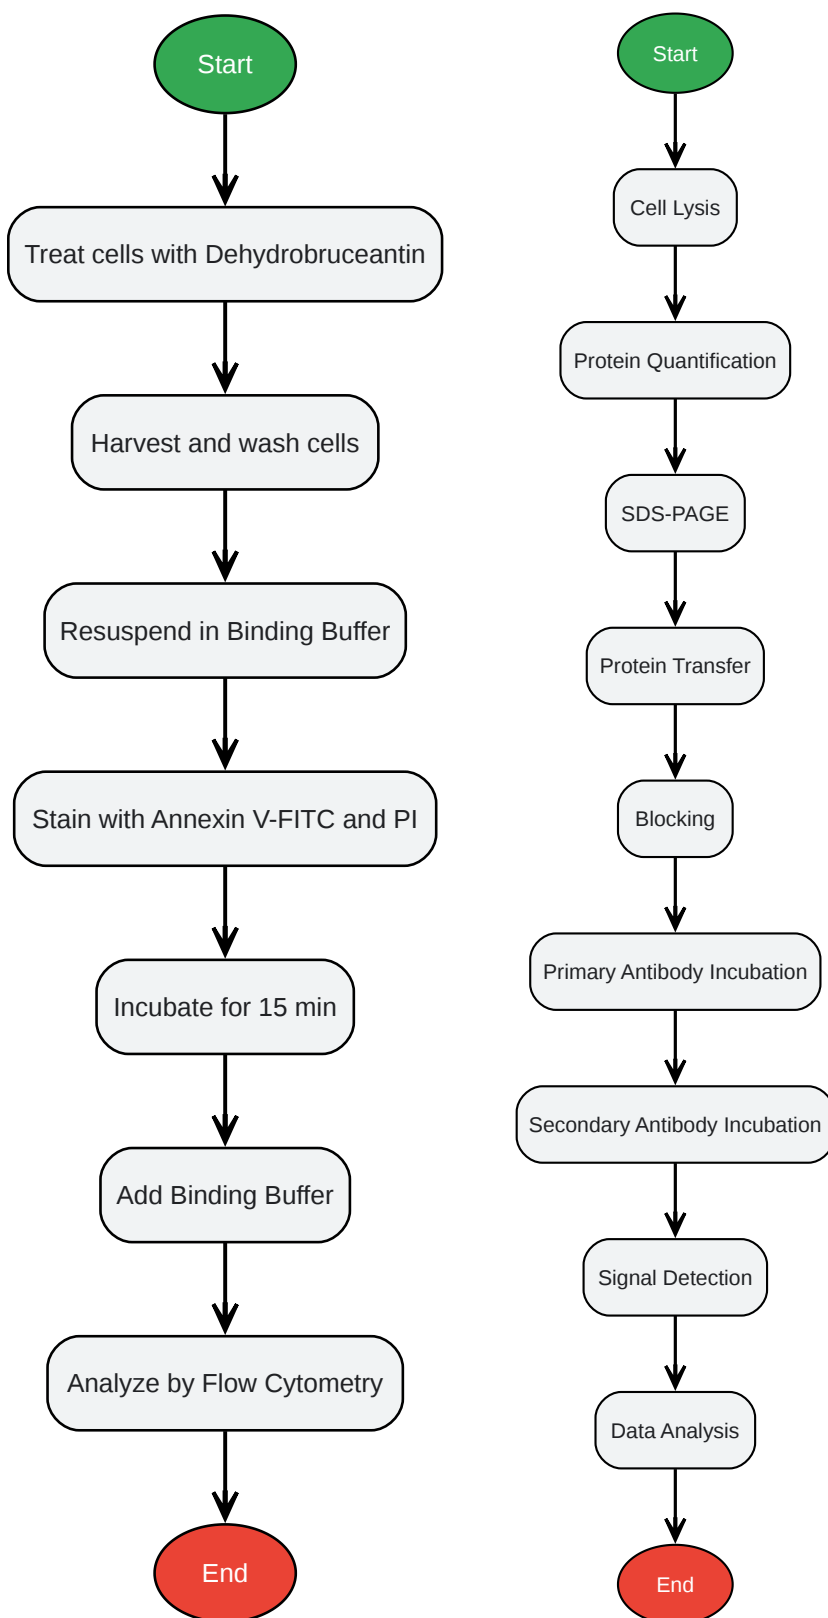 Start
Treat cells with Dehydrobruceantin
Harvest and wash cells
Resuspend in Binding Buffer
Stain with Annexin V-FITC and PI
Incubate for 15 min
Add Binding Buffer
Analyze by Flow Cytometry
End
Start
Cell Lysis
Protein Quantification
SDS-PAGE
Protein Transfer
Blocking
Primary Antibody Incubation
Secondary Antibody Incubation
Signal Detection
Data Analysis
End